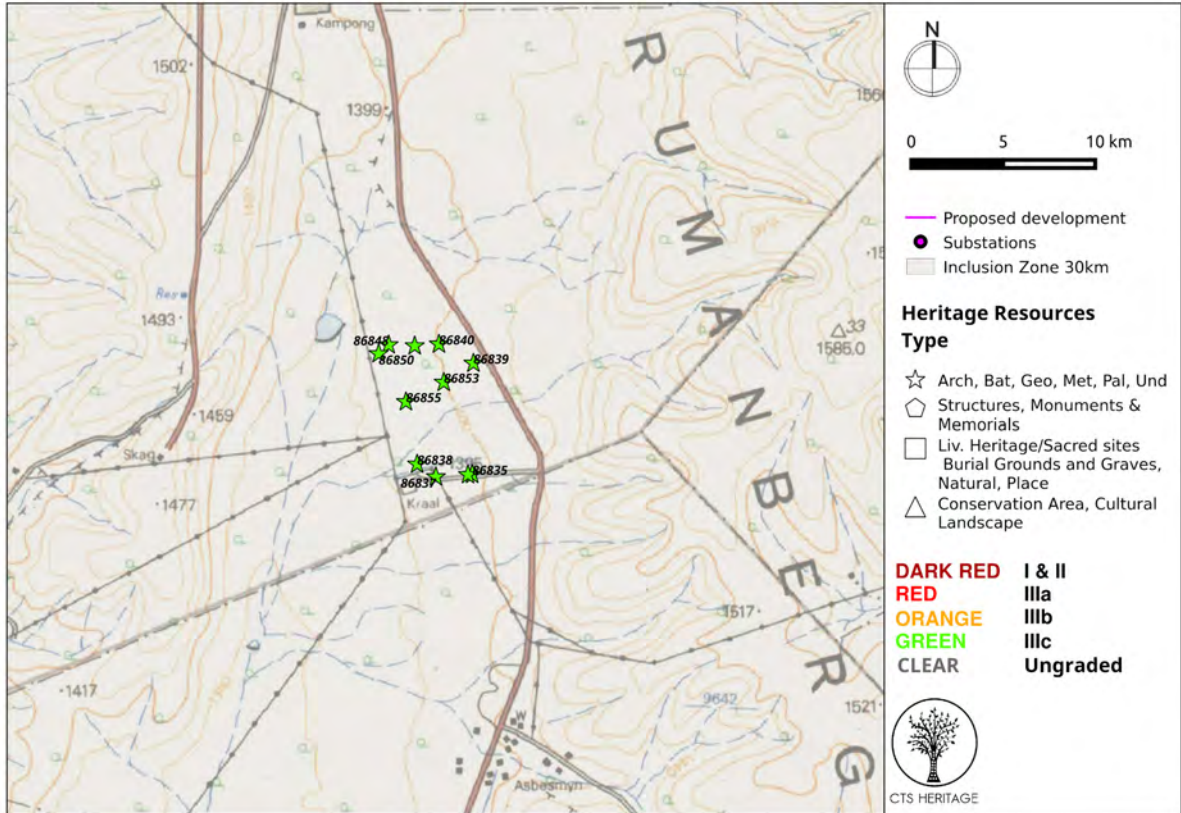 Kampong
1502
1399
R
U
M
A
N
B
E
R
G
Res
1493
33
1585.0
86848
86840
86850
86839
86853
86855
1459
Skag
86838
1395
86835
86837
1477
Kraal
1517
1417
9642
1521
W
Asbesmyn
N
0 5 10 km
Proposed development
Substations
Inclusion Zone 30km
Heritage Resources
Type
Arch, Bat, Geo, Met, Pal, Und
Structures, Monuments &
Memorials
Liv. Heritage/Sacred sites
Burial Grounds and Graves,
Natural, Place
Conservation Area, Cultural
Landscape
DARK RED I & II
RED IIIa
ORANGE IIIb
GREEN IIIc
CLEAR Ungraded
CTS HERITAGE